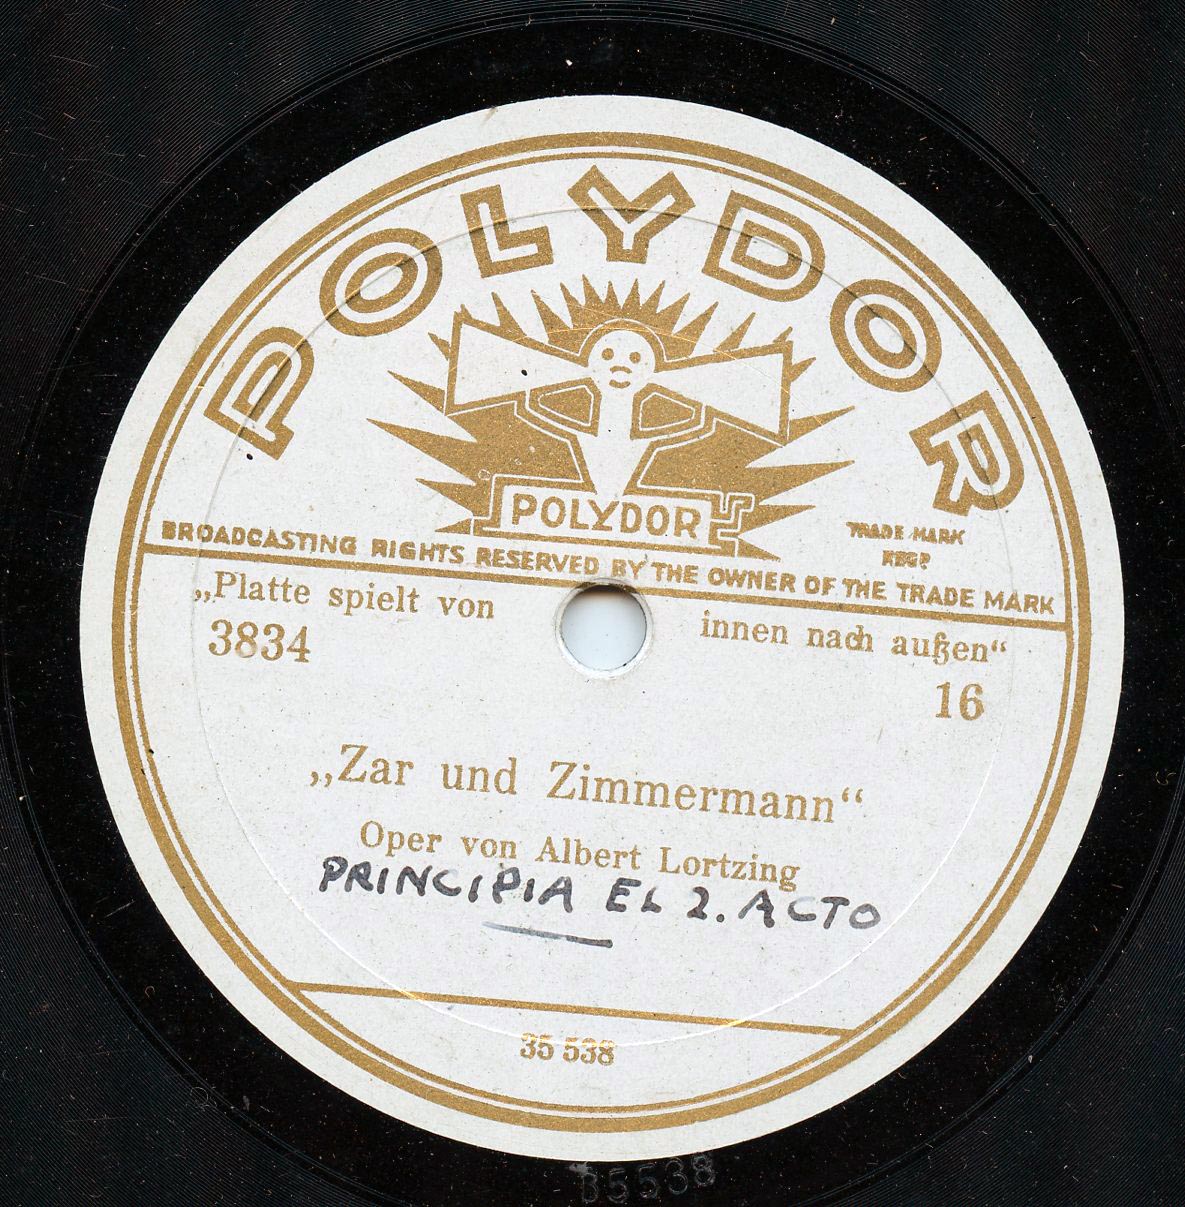 POLYDOR
POLYDOR
TRADE MARK
REG?
BROADCASTING RIGHTS RESERVED BY THE OWNER OF THE TRADE MARK
„Platte spielt von innen nach außen“
3834
16
„Zar und Zimmermann“
Oper von Albert Lortzing
PRINCIPIA EL 2. ACTO
35 538
35538